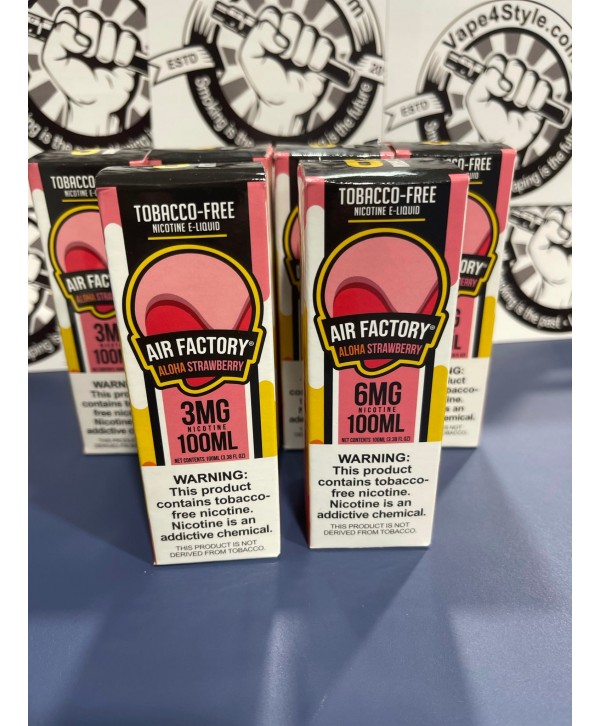 Vape4Style.com
ESTD
ESTD
Smoking is the
is the future
TOBACCO-FREE
NICOTINE E-LIQUID
AIR FACTORY®
ALOHA STRAWBERRY
3MG
NICOTINE
100ML
NET CONTENTS 100ML (3.38 FL OZ)
WARNING:
This product
contains tobacco-
free nicotine.
Nicotine is an
addictive chemical.
THIS PRODUCT IS NOT
DERIVED FROM TOBACCO.
TOBACCO-FREE
NICOTINE E-LIQUID
AIR FACTORY®
ALOHA STRAWBERRY
6MG
NICOTINE
100ML
NET CONTENTS 100ML (3.38 FL OZ)
WARNING:
This product
contains tobacco-
free nicotine.
Nicotine is an
addictive chemical.
THIS PRODUCT IS NOT
DERIVED FROM TOBACCO.